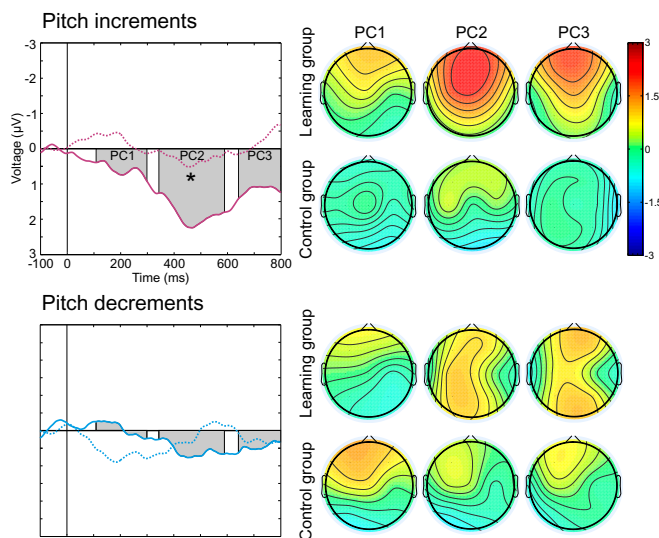 Pitch increments
PC1 PC2 PC3
-3
-2
-1
0
1
2
3
Voltage (µV)
PC1 PC2 PC3
*
-100 0 200 400 600 800
Time (ms)
Learning group
Control group
3
1.5
0
-1.5
-3
Pitch decrements
Learning group
Control group